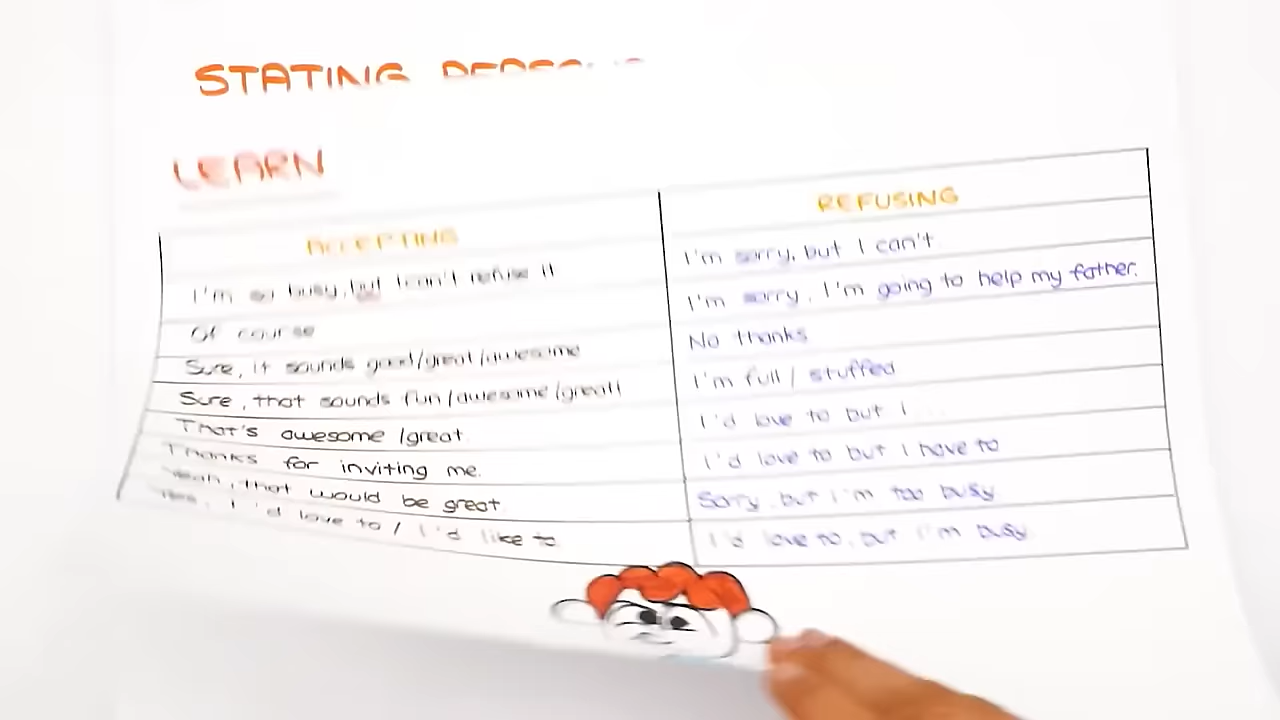 STATING
LEARN
ACCEPTING
I'm so busy, but I can't refuse it
Of course
Sure, it sounds good/great/awesome
Sure, that sounds fun/awesome/great!
That's awesome /great
Thanks for inviting me.
Yeah, that would be great
Yes, I'd love to / I'd like to
REFUSING
I'm sorry, but I can't
I'm sorry, I'm going to help my father.
No thanks
I'm full / stuffed
I'd love to but I ...
I'd love to but I have to
Sorry, but I'm too busy
I'd love to, but I'm busy